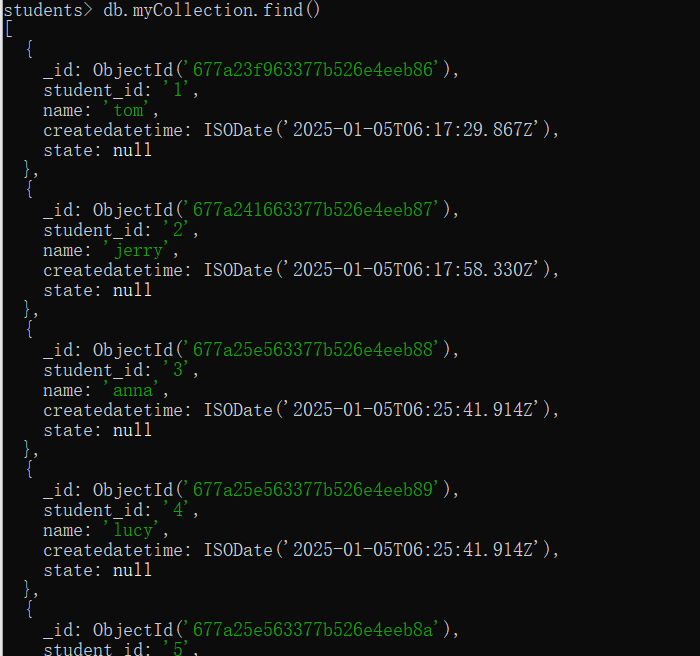 students> db.myCollection.find()
[
  {
    _id: ObjectId('677a23f963377b526e4eeb86'),
    student_id: '1',
    name: 'tom',
    createdatetime: ISODate('2025-01-05T06:17:29.867Z'),
    state: null
  },
  {
    _id: ObjectId('677a241663377b526e4eeb87'),
    student_id: '2',
    name: 'jerry',
    createdatetime: ISODate('2025-01-05T06:17:58.330Z'),
    state: null
  },
  {
    _id: ObjectId('677a25e563377b526e4eeb88'),
    student_id: '3',
    name: 'anna',
    createdatetime: ISODate('2025-01-05T06:25:41.914Z'),
    state: null
  },
  {
    _id: ObjectId('677a25e563377b526e4eeb89'),
    student_id: '4',
    name: 'lucy',
    createdatetime: ISODate('2025-01-05T06:25:41.914Z'),
    state: null
  },
  {
    _id: ObjectId('677a25e563377b526e4eeb8a'),
    student_id: '5',